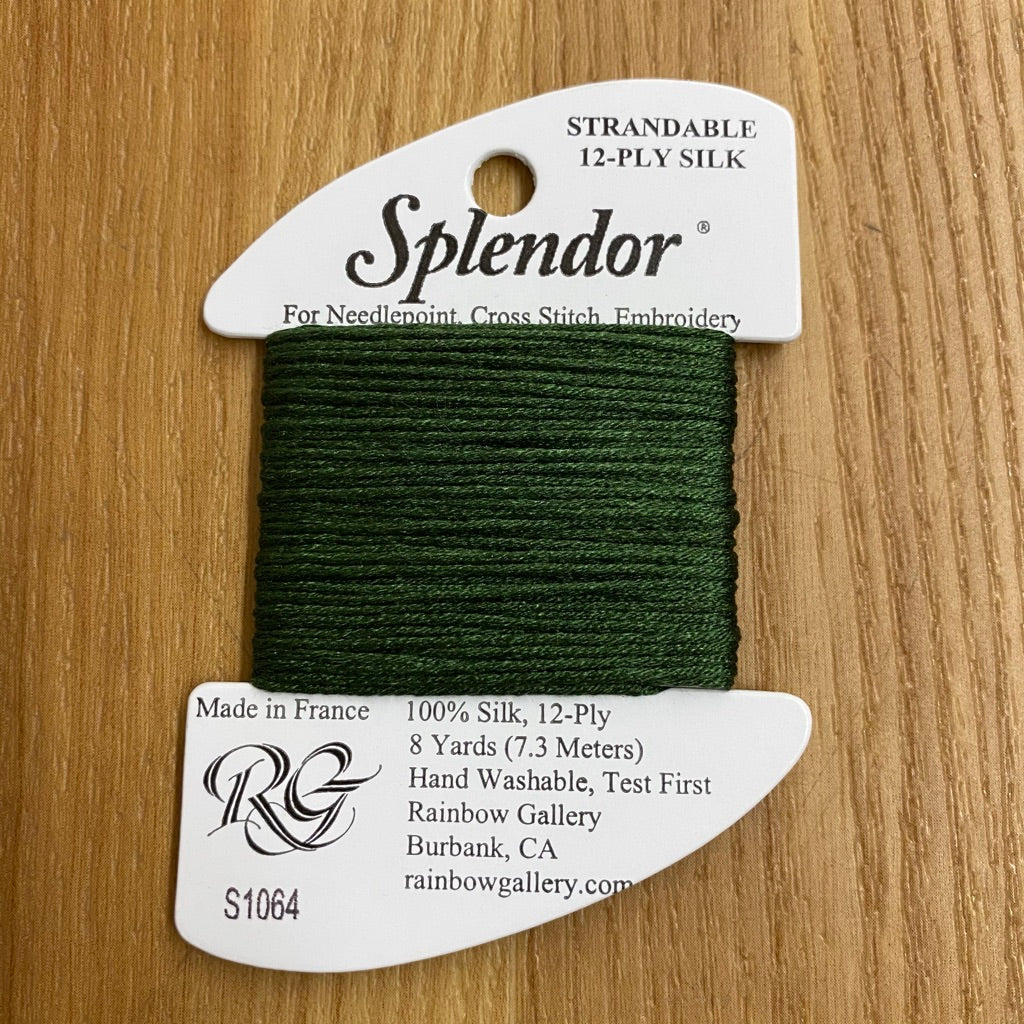 STRANDABLE
12-PLY SILK
Splendor ®
For Needlepoint, Cross Stitch, Embroidery
Made in France
100% Silk, 12-Ply
8 Yards (7.3 Meters)
Hand Washable, Test First
Rainbow Gallery
Burbank, CA
rainbowgallery.com
RG
S1064